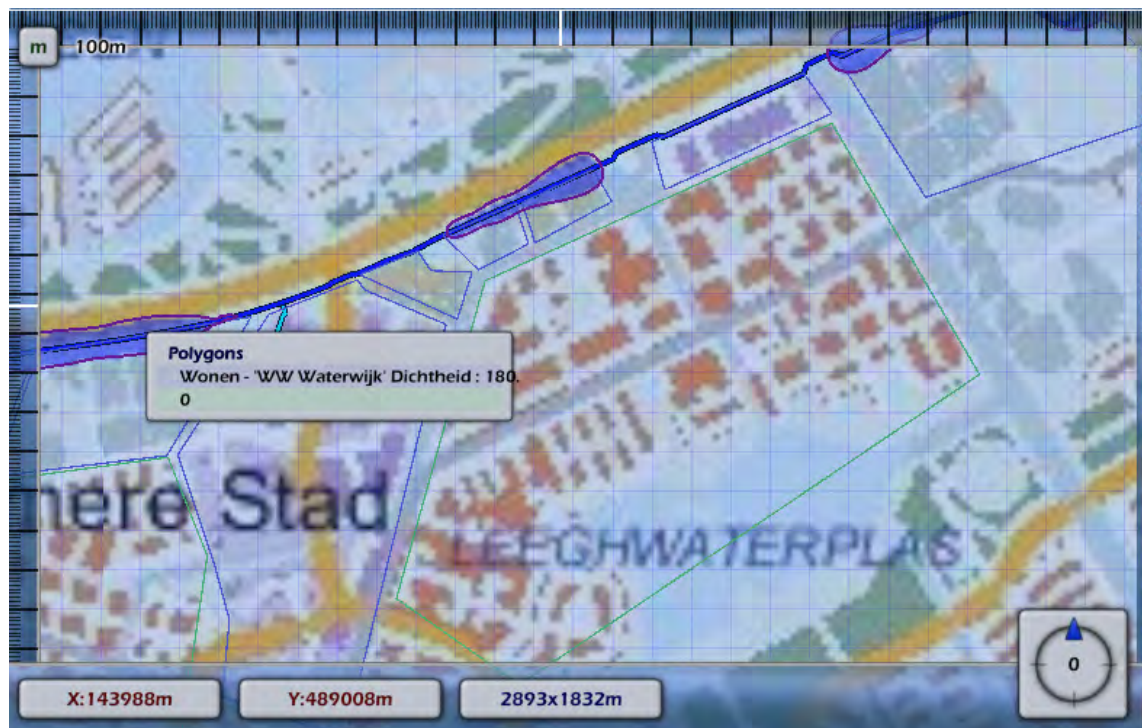 m
100m
Polygons
Wonen - 'WW Waterwijk' Dichtheid : 180.
0
nere Stad
LEEGHWATERPLAS
0
X:143988m
Y:489008m
2893x1832m